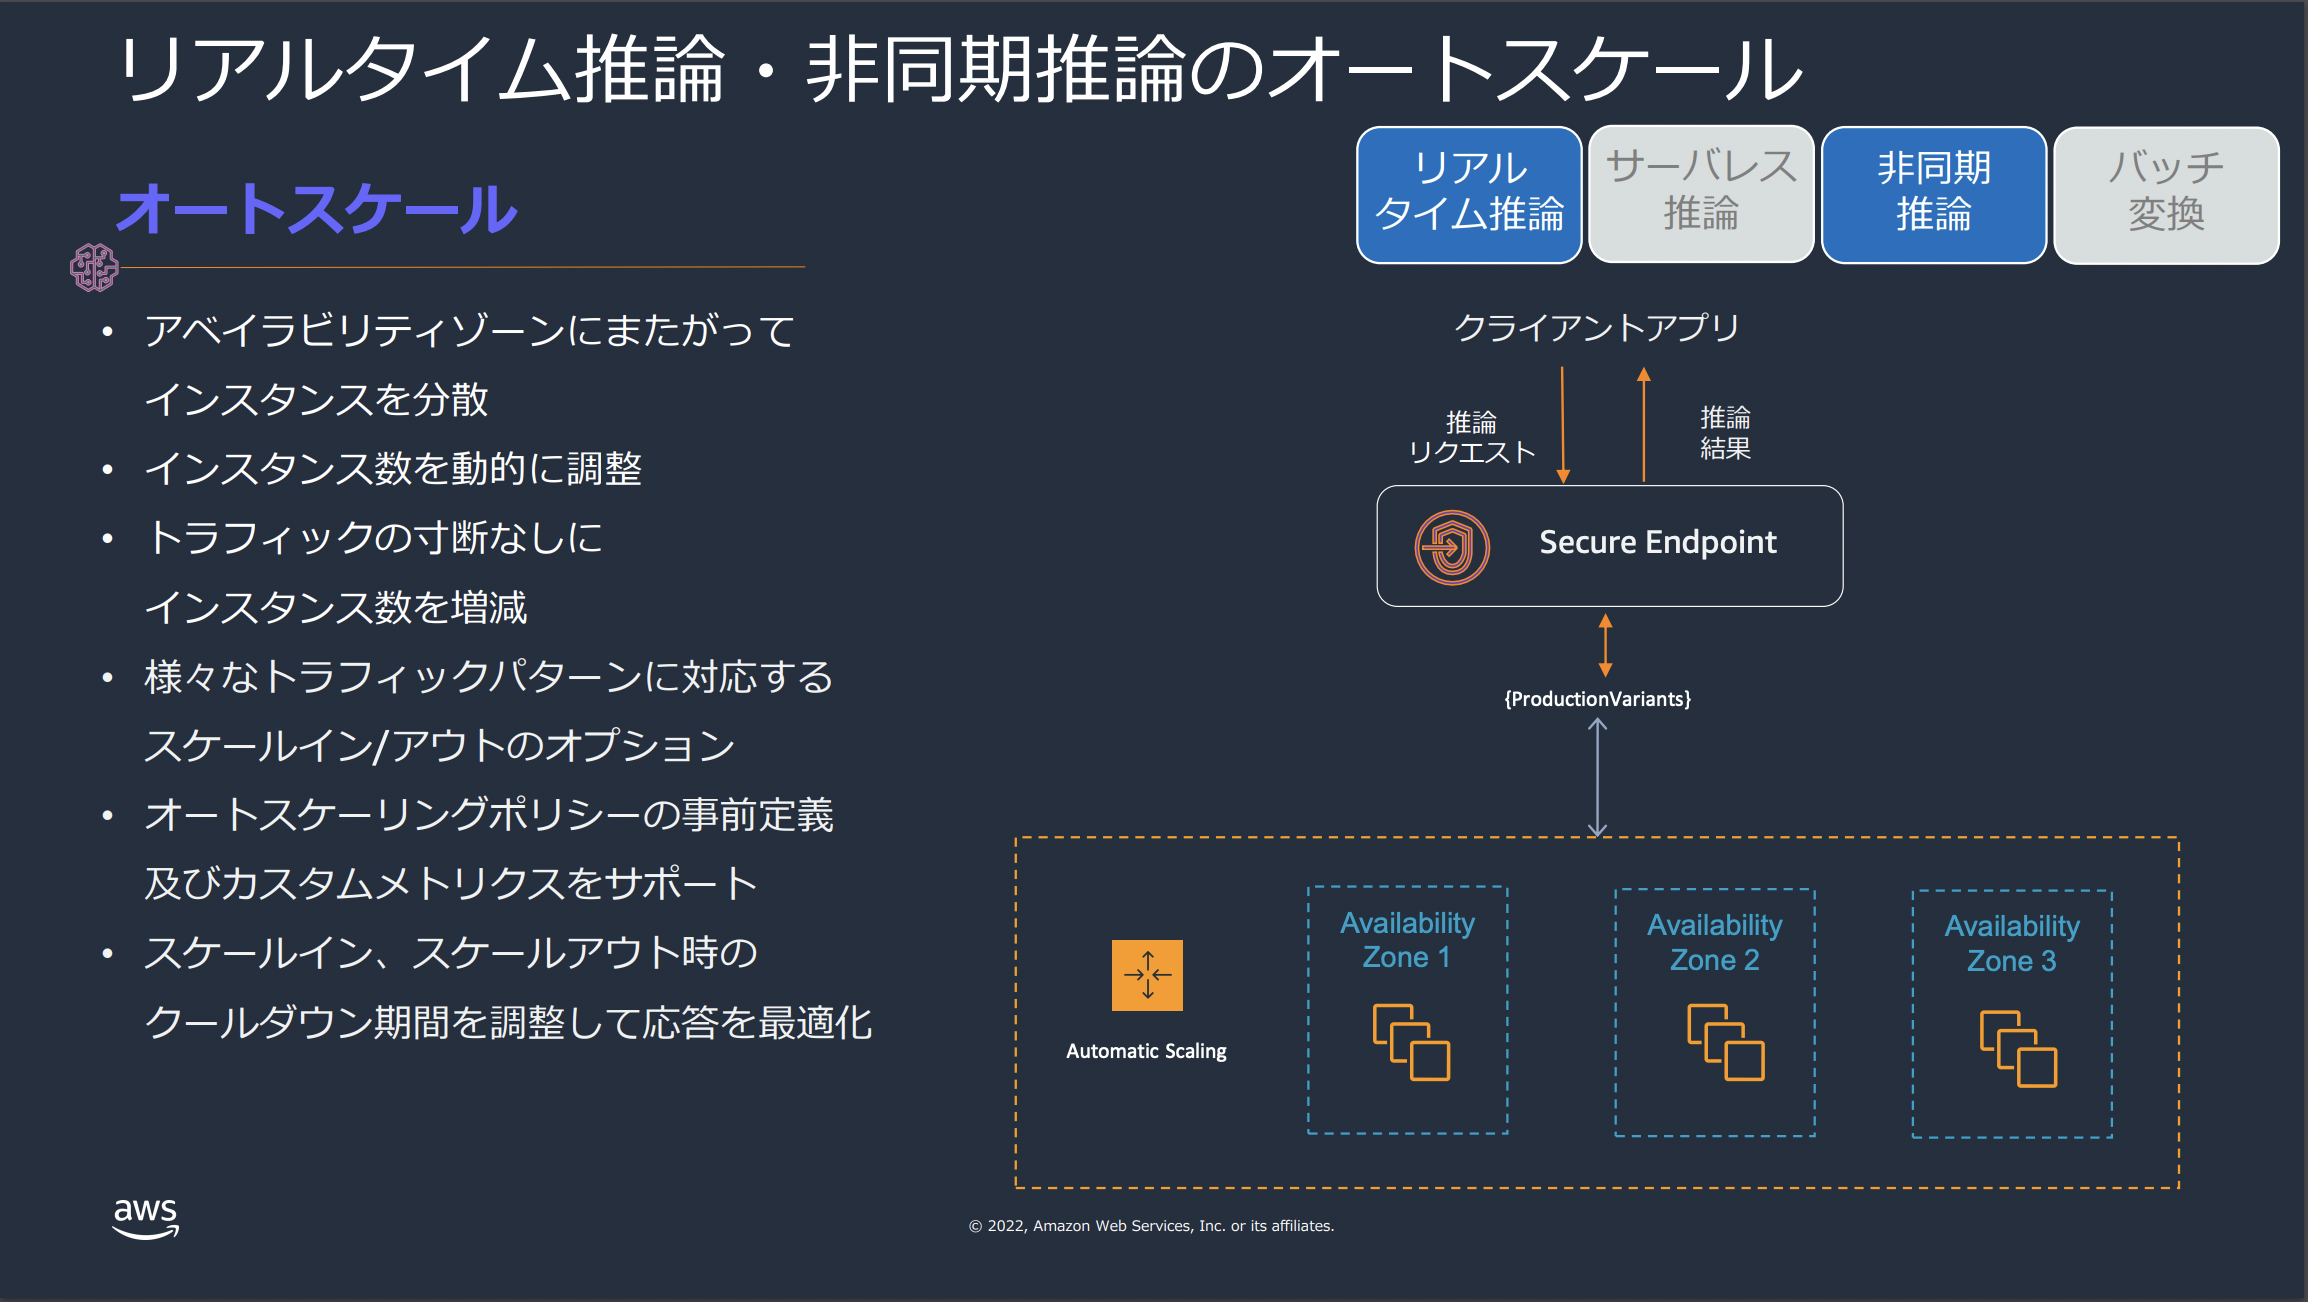 リアルタイム推論・非同期推論のオートスケール
リアル
タイム推論
サーバレス
推論
非同期
推論
バッチ
変換
オートスケール
• アベイラビリティゾーンにまたがって
インスタンスを分散
• インスタンス数を動的に調整
• トラフィックの寸断なしに
インスタンス数を増減
• 様々なトラフィックパターンに対応する
スケールイン/アウトのオプション
• オートスケーリングポリシーの事前定義
及びカスタムメトリクスをサポート
• スケールイン、スケールアウト時の
クールダウン期間を調整して応答を最適化
クライアントアプリ
推論
リクエスト
推論
結果
Secure Endpoint
{ProductionVariants}
Automatic Scaling
Availability
Zone 1
Availability
Zone 2
Availability
Zone 3
aws
© 2022, Amazon Web Services, Inc. or its affiliates.